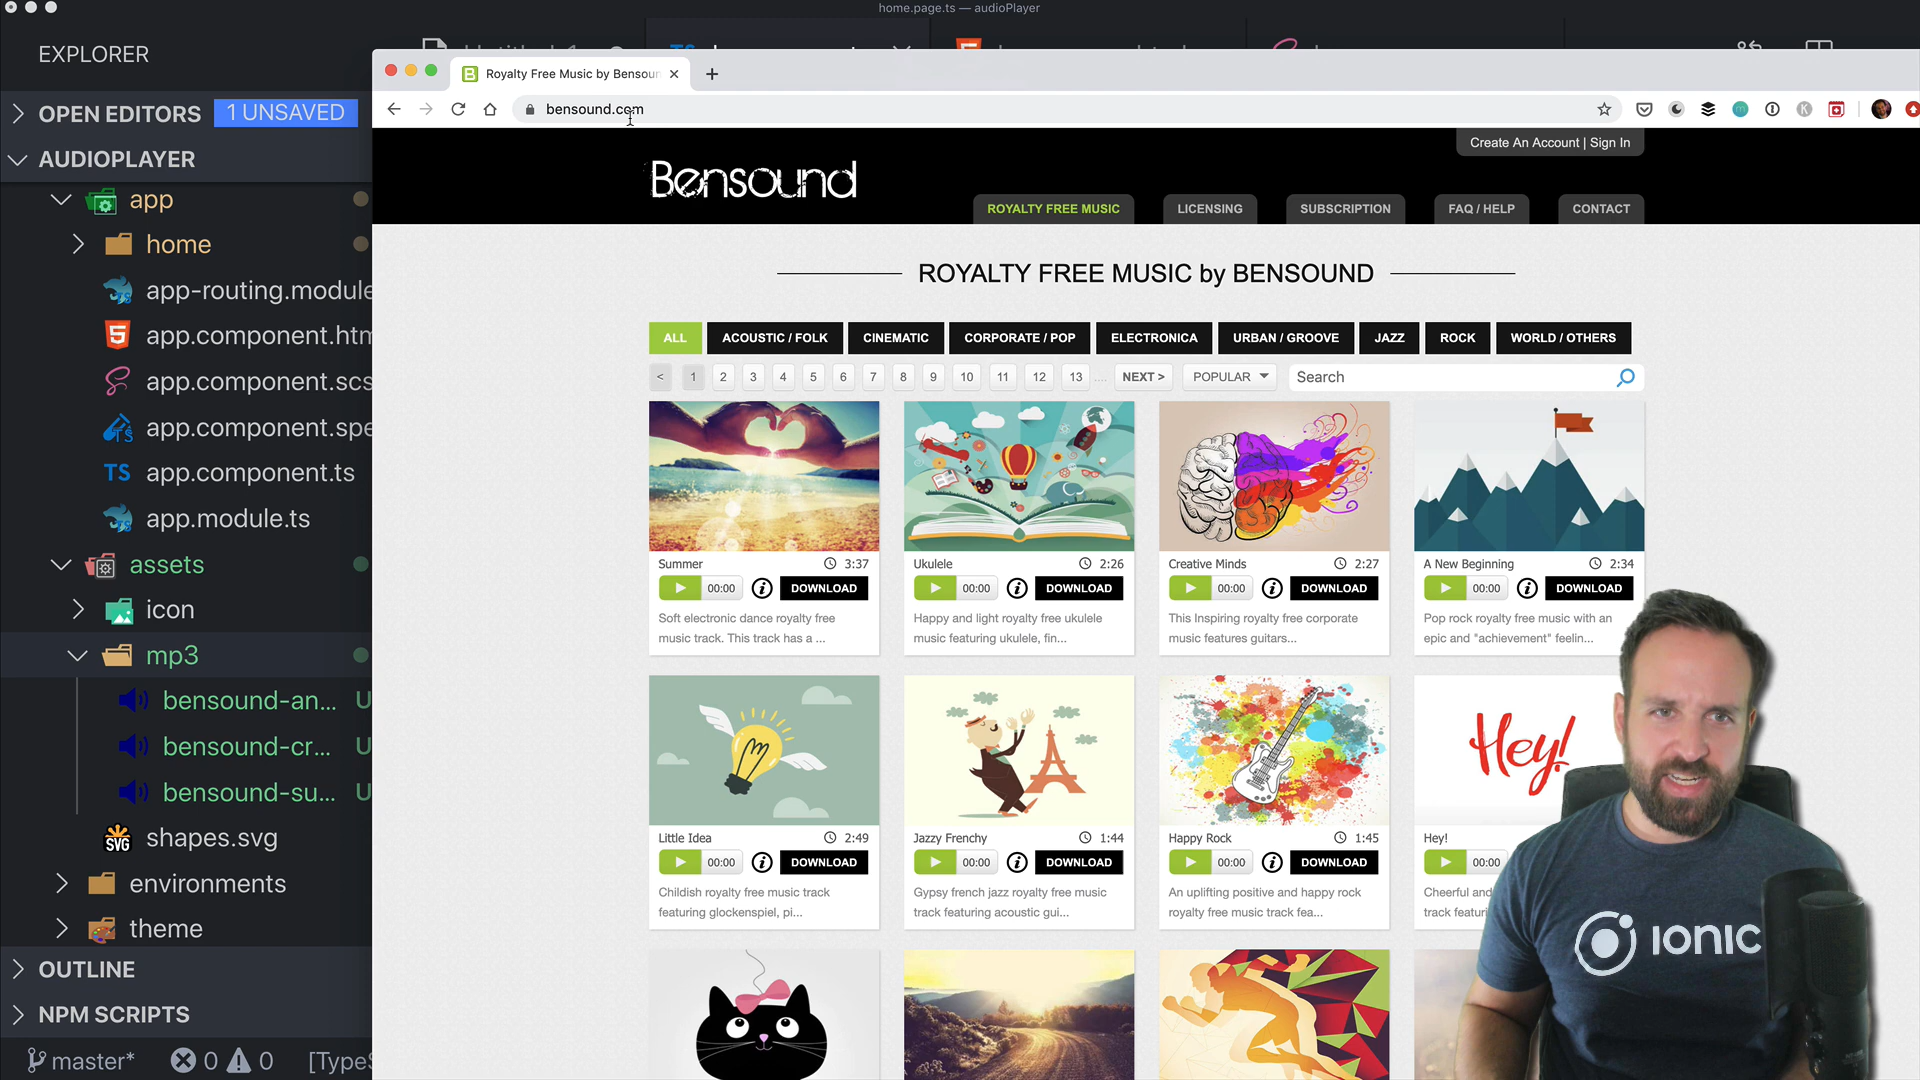 home.page.ts — audioPlayer
EXPLORER
OPEN EDITORS
1 UNSAVED
AUDIOPLAYER
app
home
app-routing.module
app.component.htm
app.component.scs
app.component.spe
TS app.component.ts
app.module.ts
assets
icon
mp3
bensound-an... U
bensound-cr... U
bensound-su... U
SVG shapes.svg
environments
theme
OUTLINE
NPM SCRIPTS
master* 0 0 [TypeS
Royalty Free Music by Bensoun
bensound.com
Create An Account | Sign In
Bensound
ROYALTY FREE MUSIC LICENSING SUBSCRIPTION FAQ / HELP CONTACT
ROYALTY FREE MUSIC by BENSOUND
ALL ACOUSTIC / FOLK CINEMATIC CORPORATE / POP ELECTRONICA URBAN / GROOVE JAZZ ROCK WORLD / OTHERS
< 1 2 3 4 5 6 7 8 9 10 11 12 13 .... NEXT > POPULAR Search
Summer 3:37
00:00 i DOWNLOAD
Soft electronic dance royalty free
music track. This track has a ...
Ukulele 2:26
00:00 i DOWNLOAD
Happy and light royalty free ukulele
music featuring ukulele, fin...
Creative Minds 2:27
00:00 i DOWNLOAD
This Inspiring royalty free corporate
music features guitars...
A New Beginning 2:34
00:00 i DOWNLOAD
Pop rock royalty free music with an
epic and "achievement" feelin...
Little Idea 2:49
00:00 i DOWNLOAD
Childish royalty free music track
featuring glockenspiel, pi...
Jazzy Frenchy 1:44
00:00 i DOWNLOAD
Gypsy french jazz royalty free music
track featuring acoustic gui...
Happy Rock 1:45
00:00 i DOWNLOAD
An uplifting positive and happy rock
royalty free music track fea...
Hey!
Hey!
00:00
Cheerful and
track featuri
IONIC